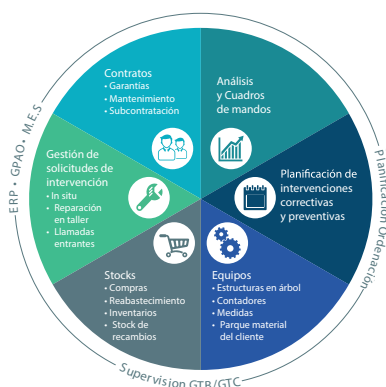 Contratos
• Garantías
• Mantenimiento
• Subcontratación
Análisis
y Cuadros
de mandos
Gestión de
solicitudes de
intervención
• In situ
• Reparación
en taller
• Llamadas
entrantes
Planificación de
intervenciones
correctivas
y preventivas
Stocks
• Compras
• Reabastecimiento
• Inventarios
• Stock de
recambios
Equipos
• Estructuras en árbol
• Contadores
• Medidas
• Parque material
del cliente
ERP • GPAO • M.E.S
Planificación Ordenación
Supervision GTB/GTC